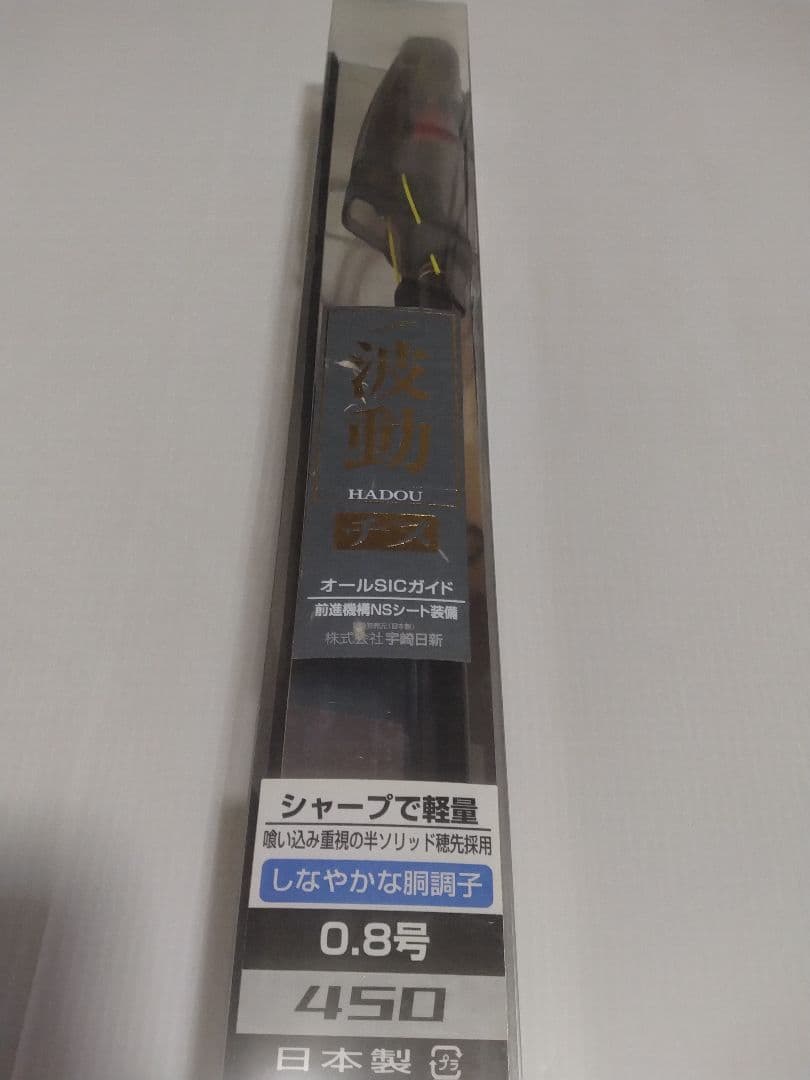 波動
HADOU
チヌ
オールSICガイド
前進機構NSシート装備
株式会社宇崎日新
シャープで軽量
喰い込み重視の半ソリッド穂先採用
しなやかな胴調子
0.8号
450
日本製 プラ